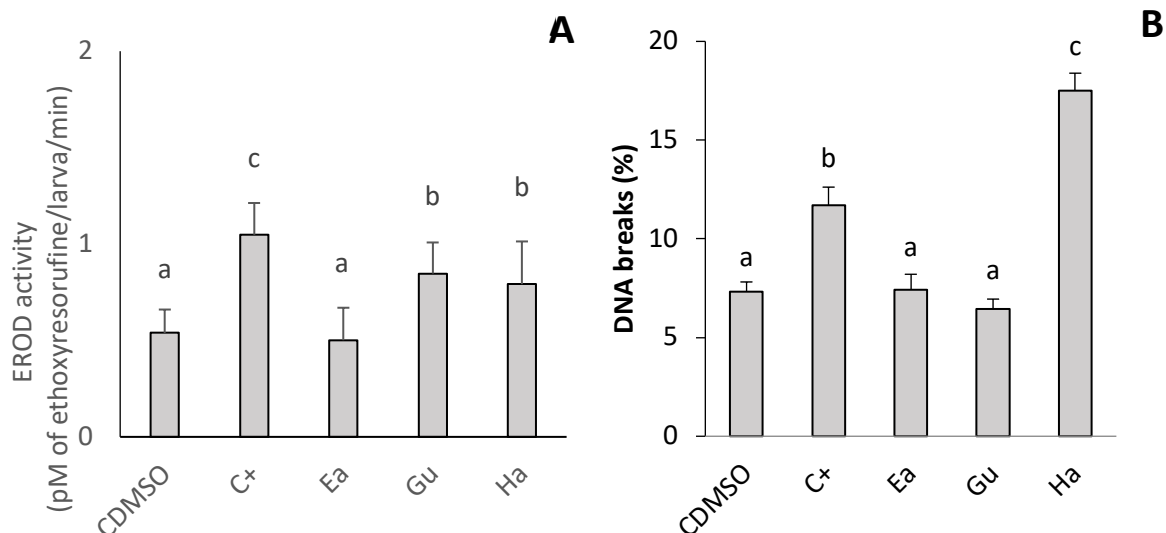 A
EROD activity
(pM of ethoxyresorufine/larva/min)
2
1
0
a
c
a
b
b
CDMSO
C+
Ea
Gu
Ha
B
DNA breaks (%)
20
15
10
5
0
a
b
a
a
c
CDMSO
C+
Ea
Gu
Ha